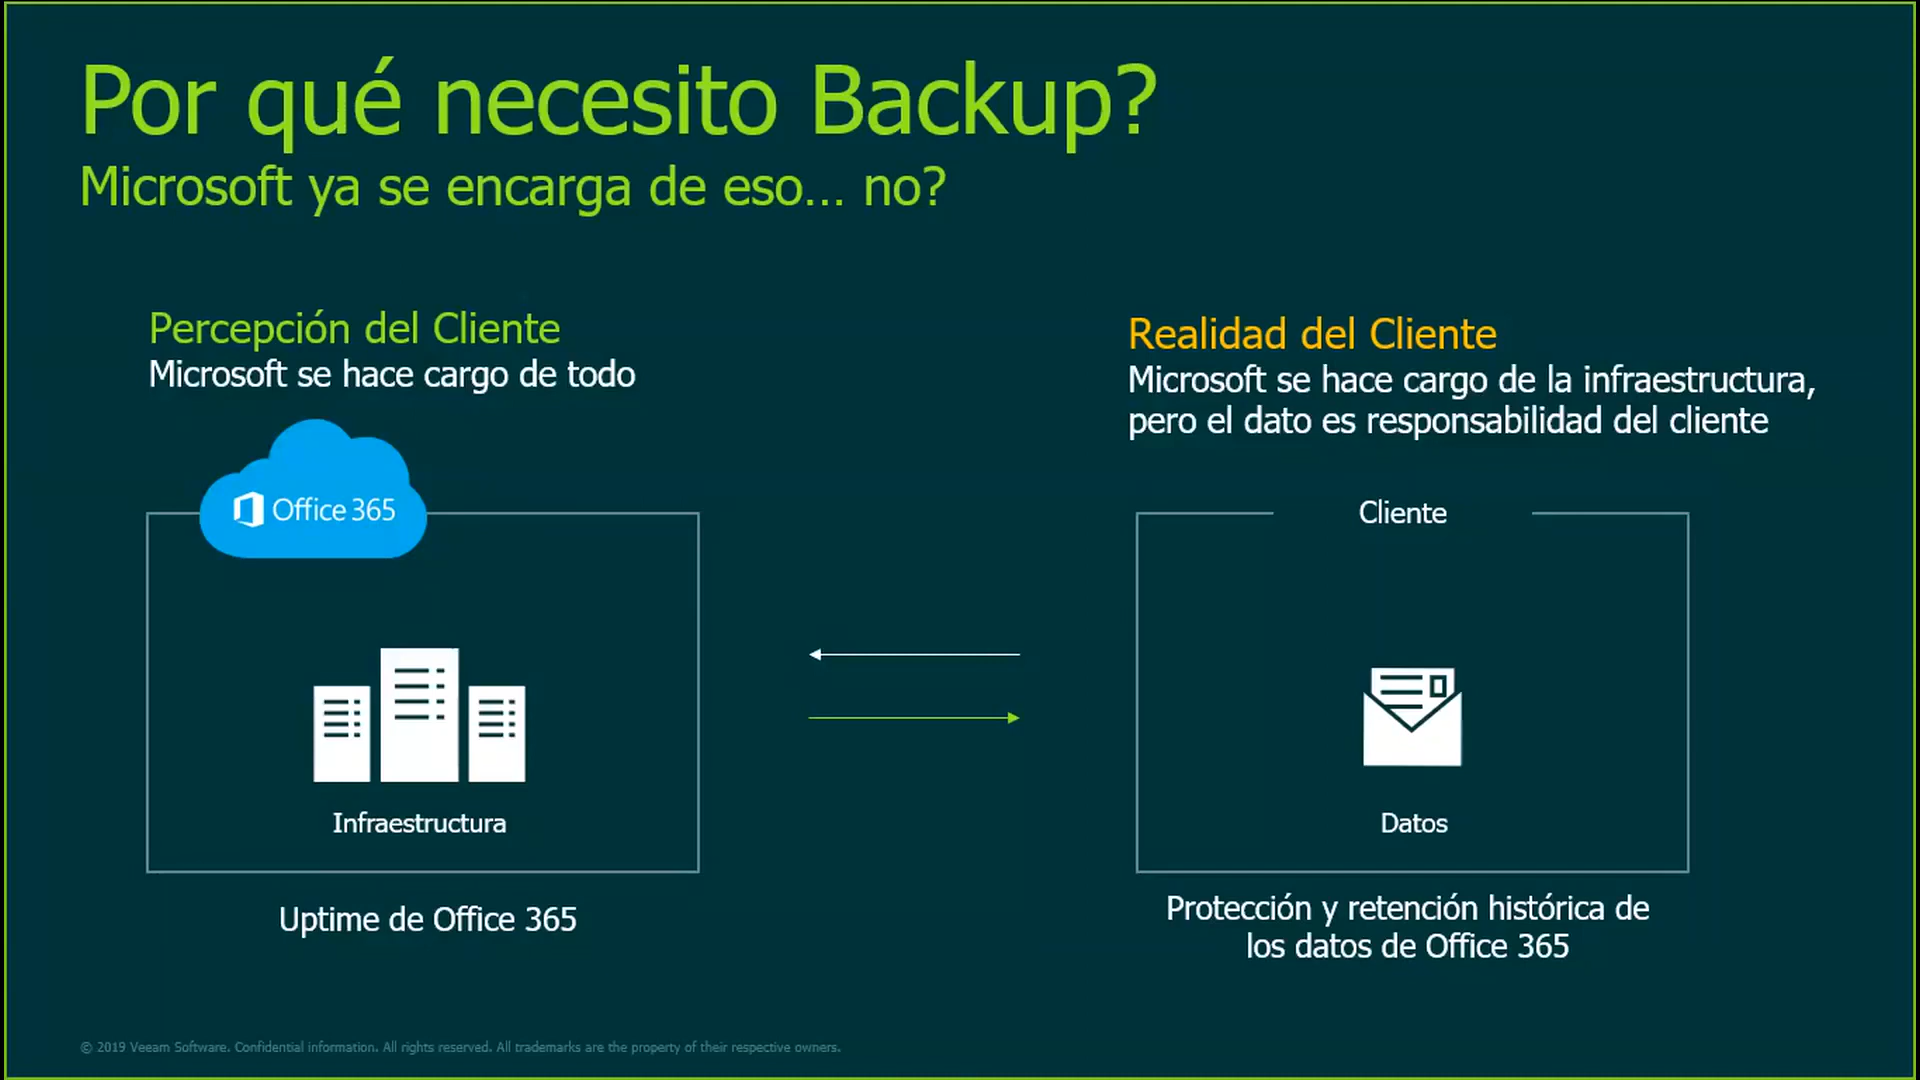 Por qué necesito Backup?
Microsoft ya se encarga de eso... no?
Percepción del Cliente
Microsoft se hace cargo de todo
Office 365
Infraestructura
Uptime de Office 365
Realidad del Cliente
Microsoft se hace cargo de la infraestructura,
pero el dato es responsabilidad del cliente
Cliente
Datos
Protección y retención histórica de
los datos de Office 365
© 2019 Veeam Software. Confidential information. All rights reserved. All trademarks are the property of their respective owners.